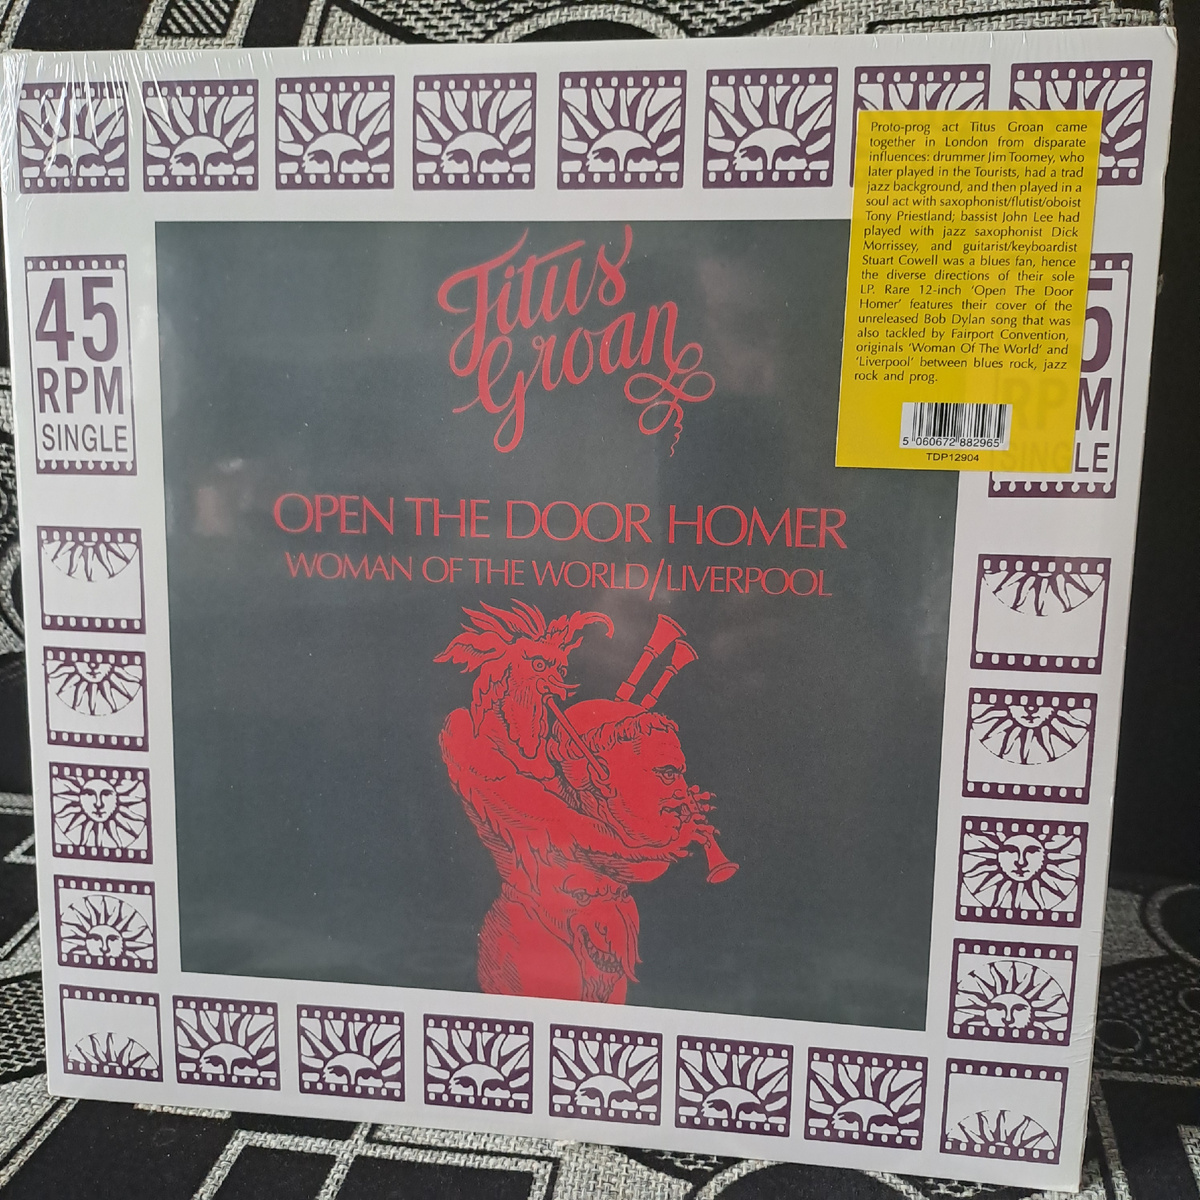 Titus
Groan
OPEN THE DOOR HOMER
WOMAN OF THE WORLD/LIVERPOOL
45
RPM
SINGLE
Proto-prog act Titus Groan came
together in London from disparate
influences: drummer Jim Toomey, who
later played in the Tourists, had a trad
jazz background, and then played in a
soul act with saxophonist/flutist/oboist
Tony Priestland; bassist John Lee had
played with jazz saxophonist Dick
Morrissey, and guitarist/keyboardist
Stuart Cowell was a blues fan, hence
the diverse directions of their sole
LP. Rare 12-inch 'Open The Door
Homer' features their cover of the
unreleased Bob Dylan song that was
also tackled by Fairport Convention,
originals 'Woman Of The World' and
'Liverpool' between blues rock, jazz
rock and prog.
5 060672 882965
TDP12904
5
RPM
SINGLE